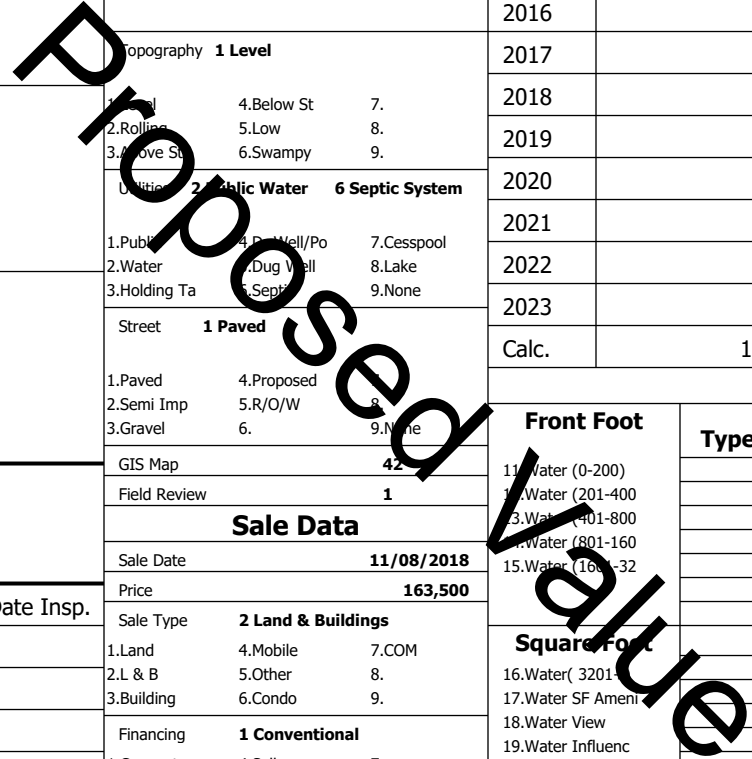 Topography 1 Level
4.Below St 7.
2.Rolling 5.Low 8.
3.Above St 6.Swampy 9.
Utilities 2 Public Water 6 Septic System
1.Public 4.Dr Well/Po 7.Cesspool
2.Water 5.Dug Well 8.Lake
3.Holding Ta 6.Septic 9.None
Street 1 Paved
1.Paved 4.Proposed
2.Semi Imp 5.R/O/W 8.
3.Gravel 6. 9.None
GIS Map 42
Field Review 1
Sale Data
Sale Date 11/08/2018
Price 163,500
Sale Type 2 Land & Buildings
1.Land 4.Mobile 7.COM
2.L & B 5.Other 8.
3.Building 6.Condo 9.
Financing 1 Conventional
Date Insp.
2016
2017
2018
2019
2020
2021
2022
2023
Calc. 1
Front Foot
Type
11.Water (0-200)
12.Water (201-400
13.Water (401-800
14.Water (801-160
15.Water (1601-32
Square Foot
16.Water( 3201-
17.Water SF Ameni
18.Water View
19.Water Influenc
Proposed Value